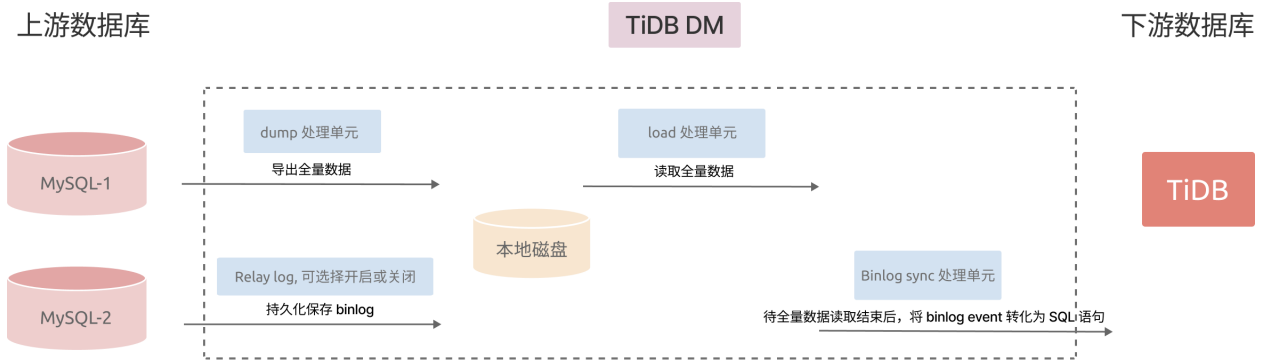 上游数据库
TiDB DM
下游数据库
dump 处理单元
导出全量数据
load 处理单元
读取全量数据
MySQL-1
TiDB
本地磁盘
Relay log, 可选择开启或关闭
持久化保存 binlog
Binlog sync 处理单元
待全量数据读取结束后，将 binlog event 转化为 SQL 语句
MySQL-2